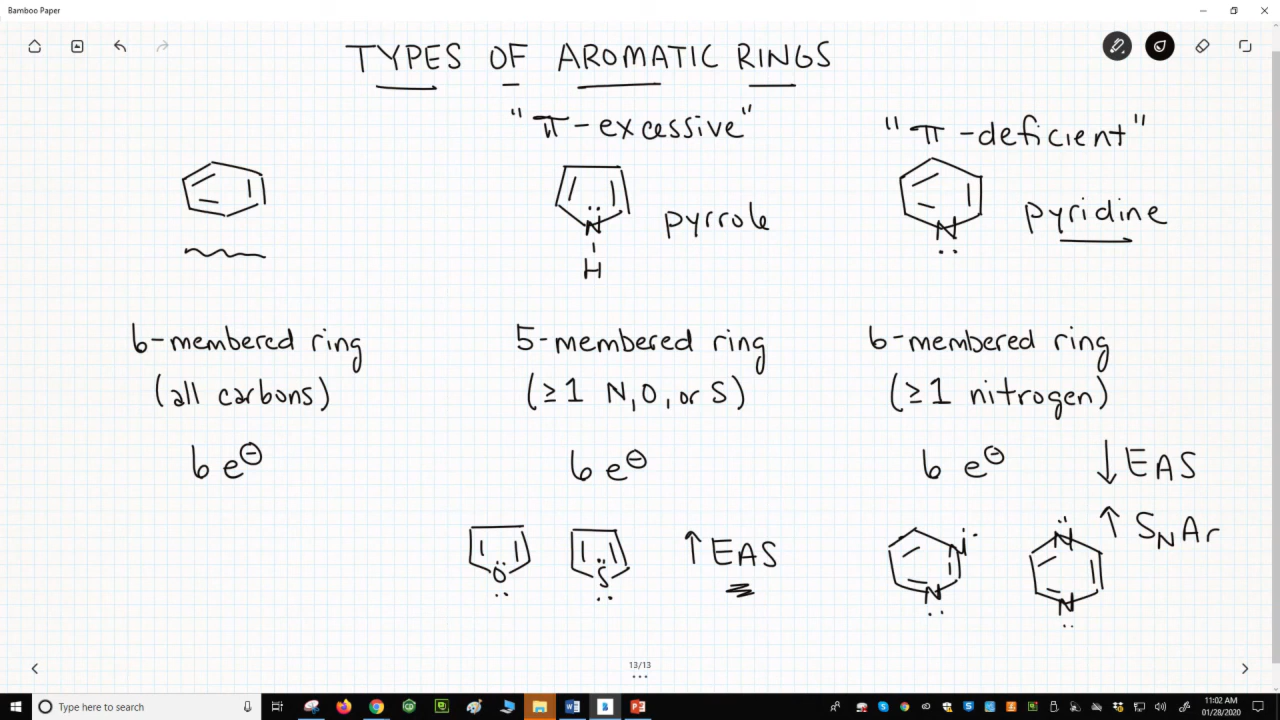 Bamboo Paper
TYPES OF AROMATIC RINGS
"π-excessive"
"π-deficient"
N
H
pyrrole
N
pyridine
6-membered ring
(all carbons)
6 e⊖
5-membered ring
(≥1 N, O, or S)
6 e⊖
O
S
↑ EAS
6-membered ring
(≥1 nitrogen)
6 e⊖
↓ EAS
↑ SNAr
N
N
N
N
13/13
Type here to search
11:02 AM
01/28/2020